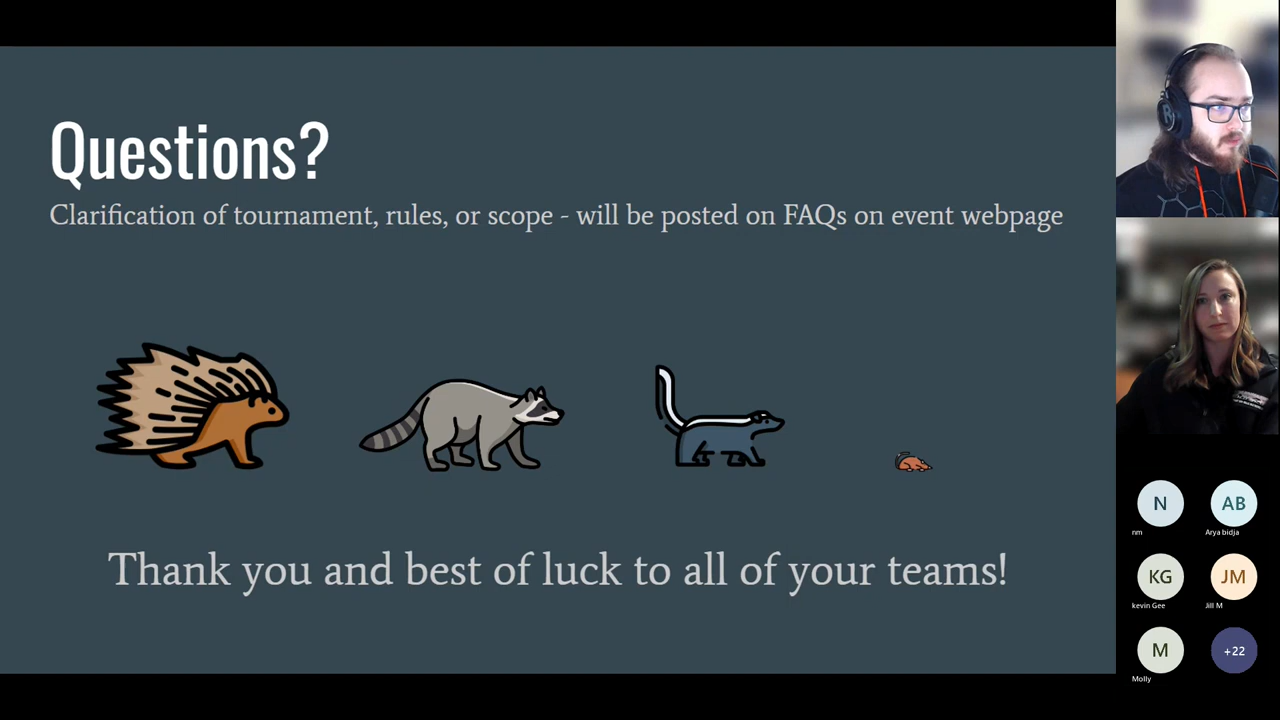 Questions?
Clarification of tournament, rules, or scope - will be posted on FAQs on event webpage
Thank you and best of luck to all of your teams!
N
nm
AB
Arya bidja
KG
kevin Gee
JM
Jill M
M
Molly
+22